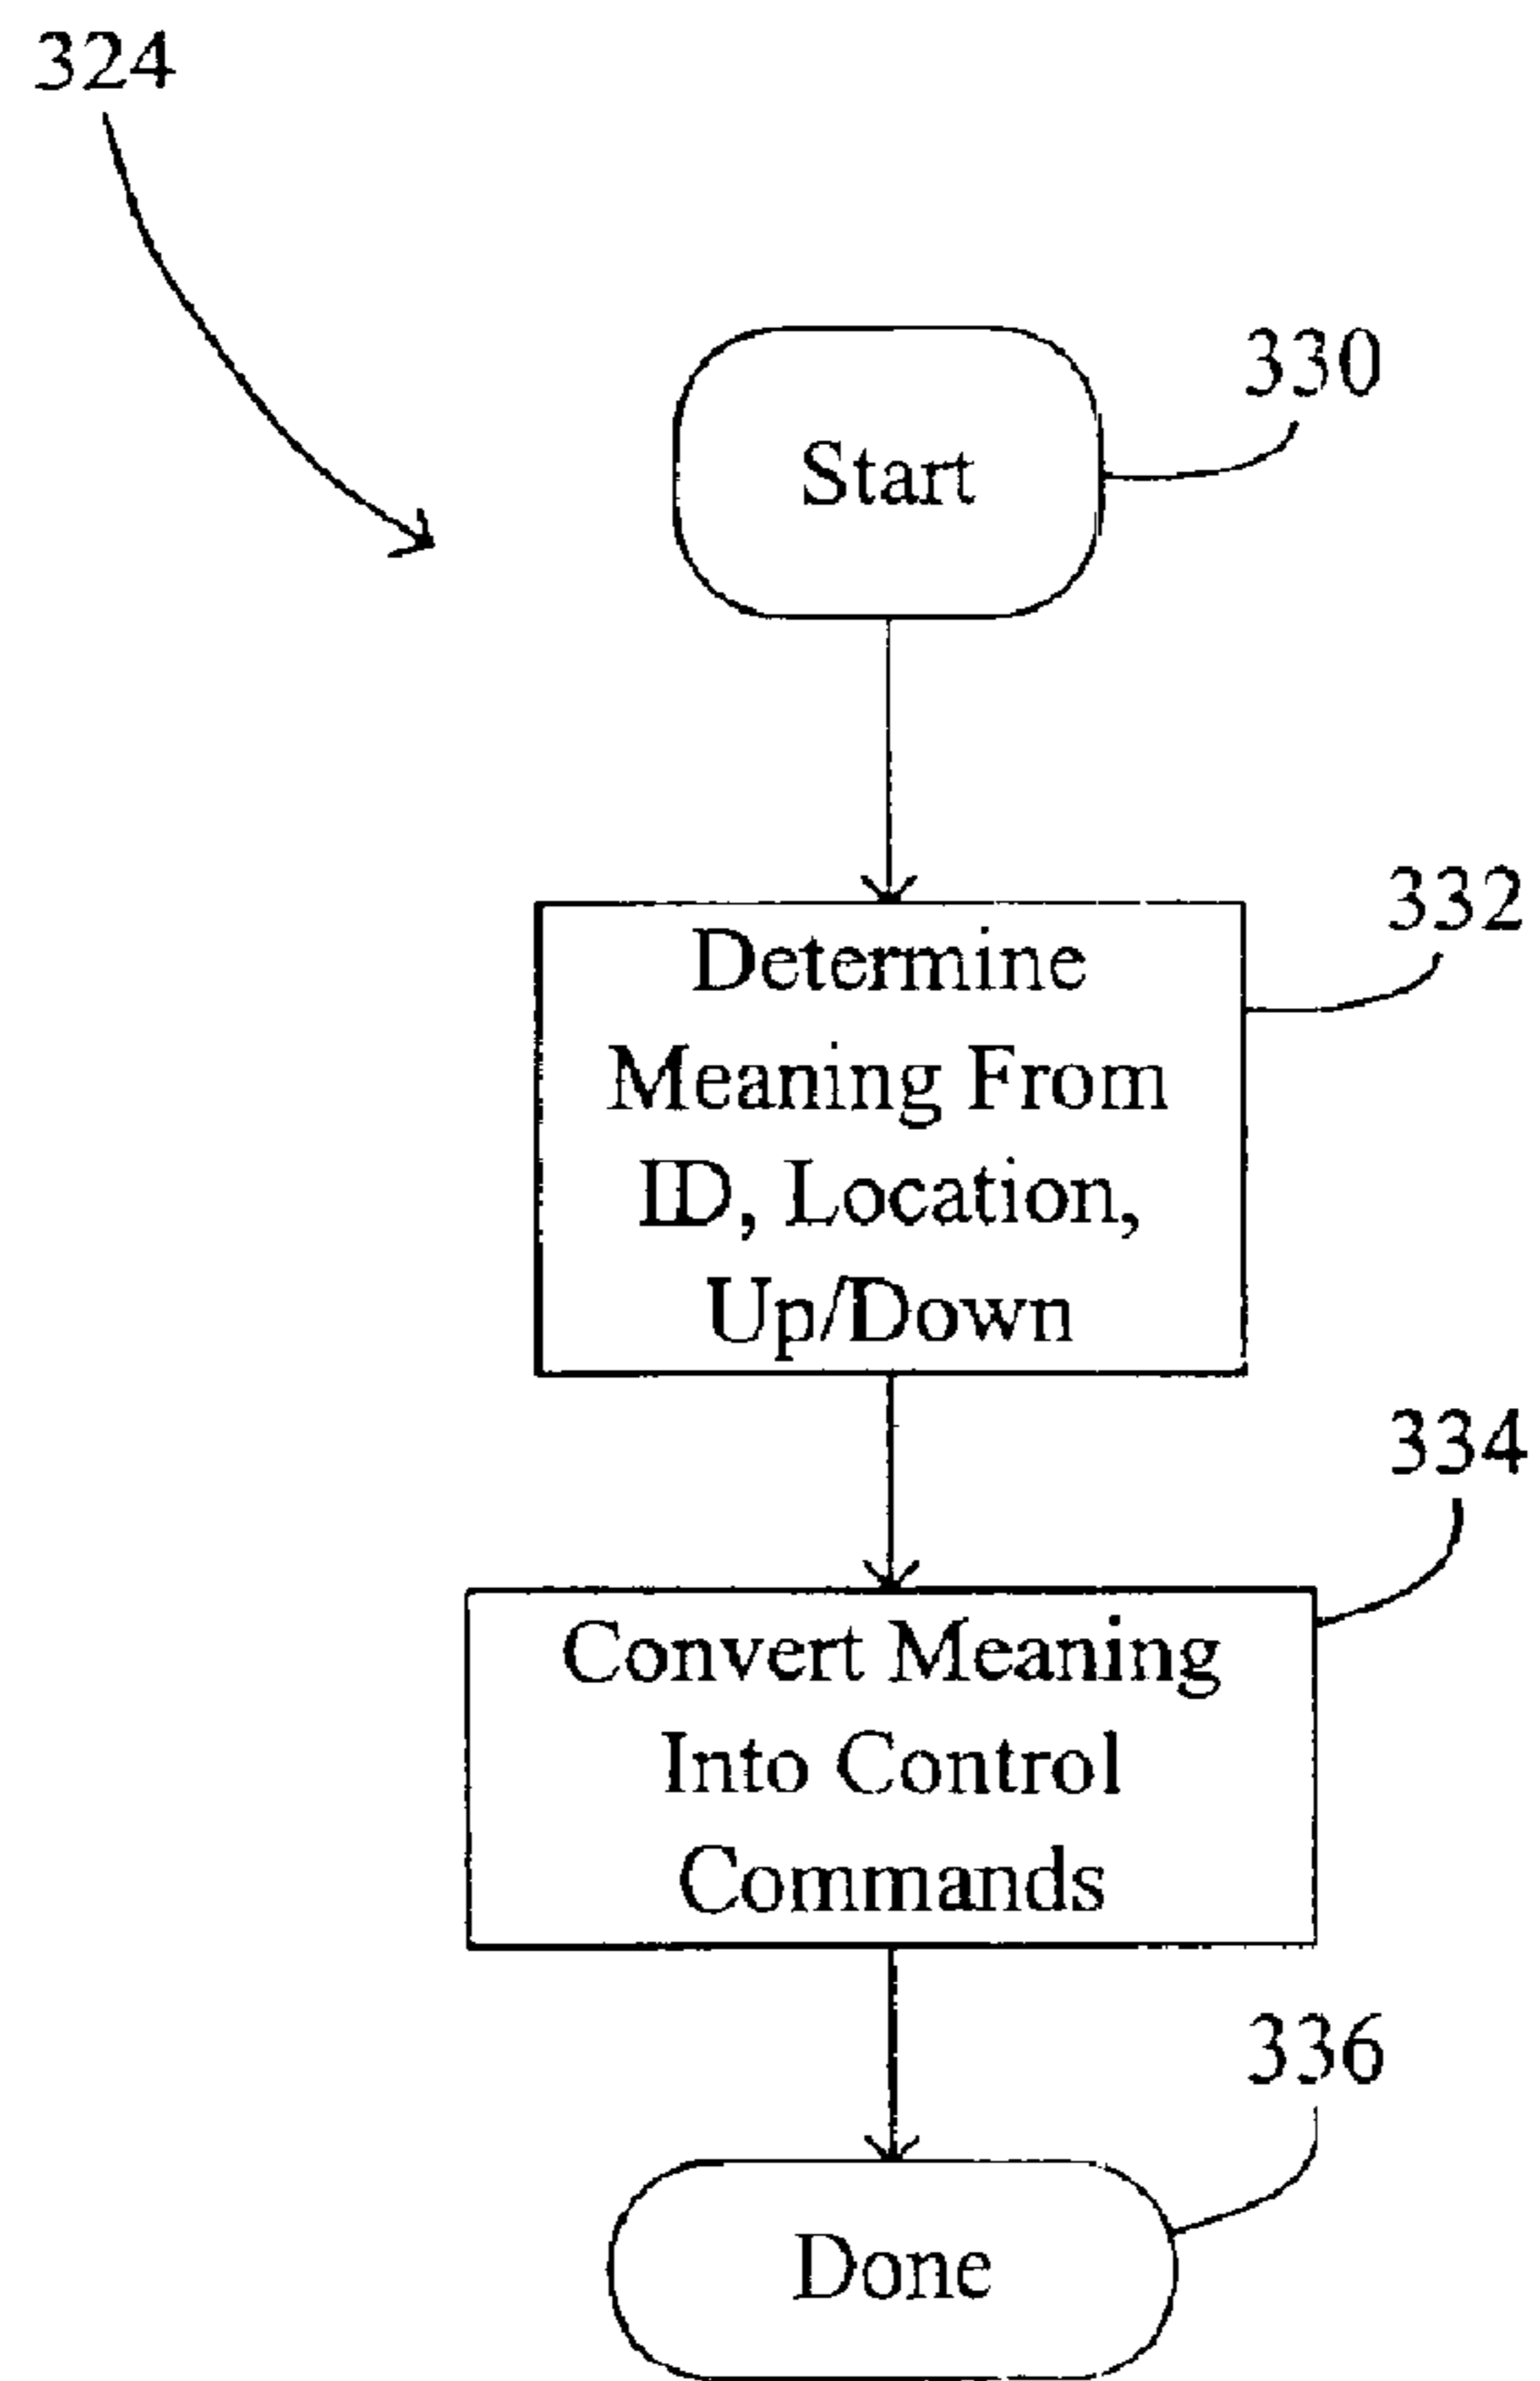 324
330
Start
332
Determine
Meaning From
ID, Location,
Up/Down
334
Convert Meaning
Into Control
Commands
336
Done